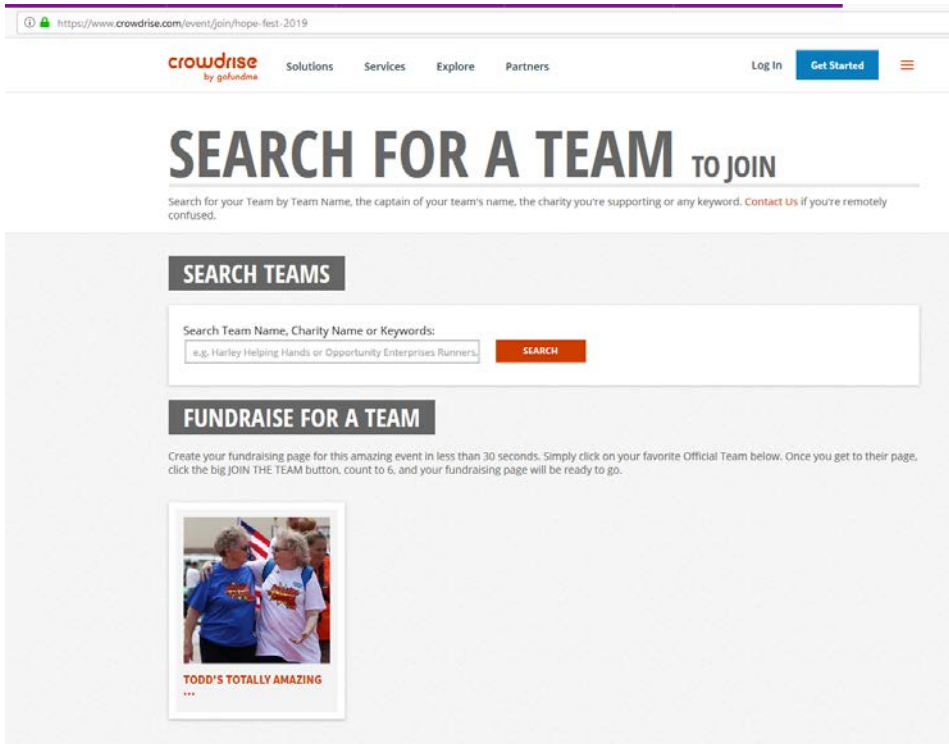 https://www.crowdrise.com/event/join/hope-fest-2019
crowdrise
by gofundme
Solutions Services Explore Partners Log In Get Started
SEARCH FOR A TEAM TO JOIN
Search for your Team by Team Name, the captain of your team's name, the charity you're supporting or any keyword. Contact Us if you're remotely
confused.
SEARCH TEAMS
Search Team Name, Charity Name or Keywords:
e.g. Harley Helping Hands or Opportunity Enterprises Runners,
SEARCH
FUNDRAISE FOR A TEAM
Create your fundraising page for this amazing event in less than 30 seconds. Simply click on your favorite Official Team below. Once you get to their page,
click the big JOIN THE TEAM button, count to 6, and your fundraising page will be ready to go.
TODD'S TOTALLY AMAZING
...